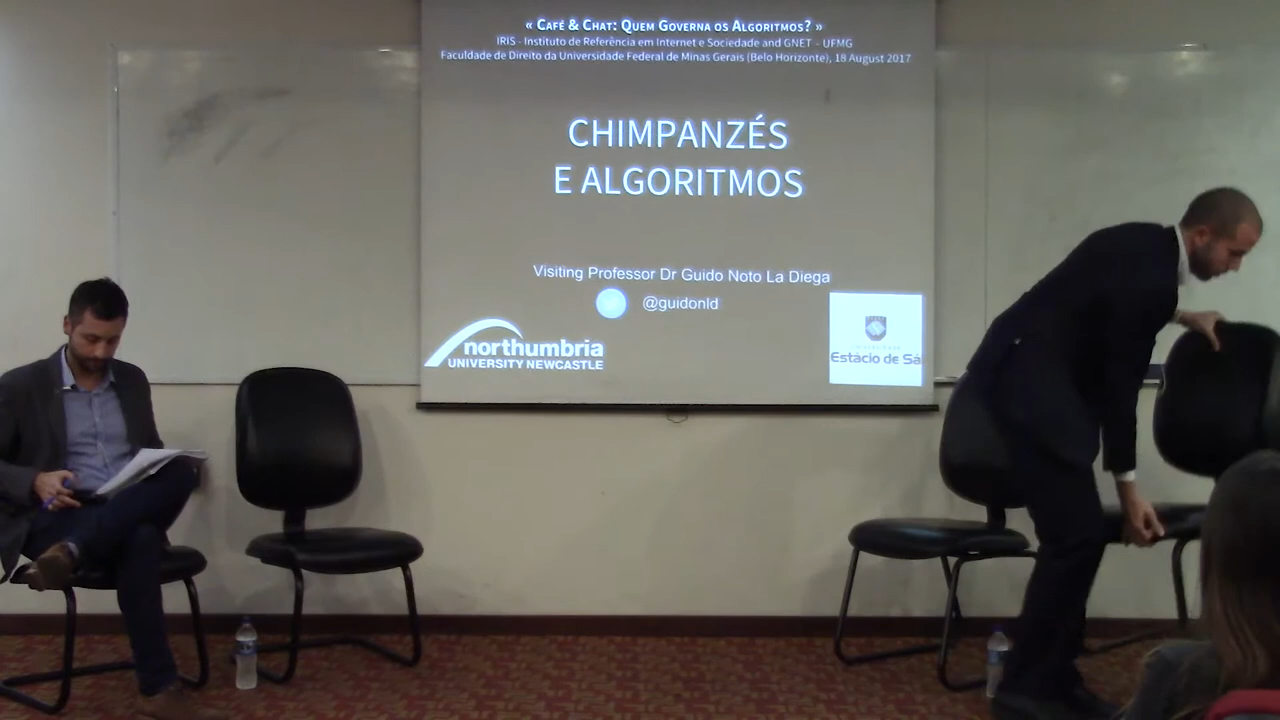 « Café & Chat: Quem Governa os Algoritmos? »
IRIS - Instituto de Referência em Internet e Sociedade and GNET - UFMG
Faculdade de Direito da Universidade Federal de Minas Gerais (Belo Horizonte), 18 August 2017
CHIMPANZÉS
E ALGORITMOS
Visiting Professor Dr Guido Noto La Diega
@guidonld
northumbria
UNIVERSITY NEWCASTLE
Estácio de Sá